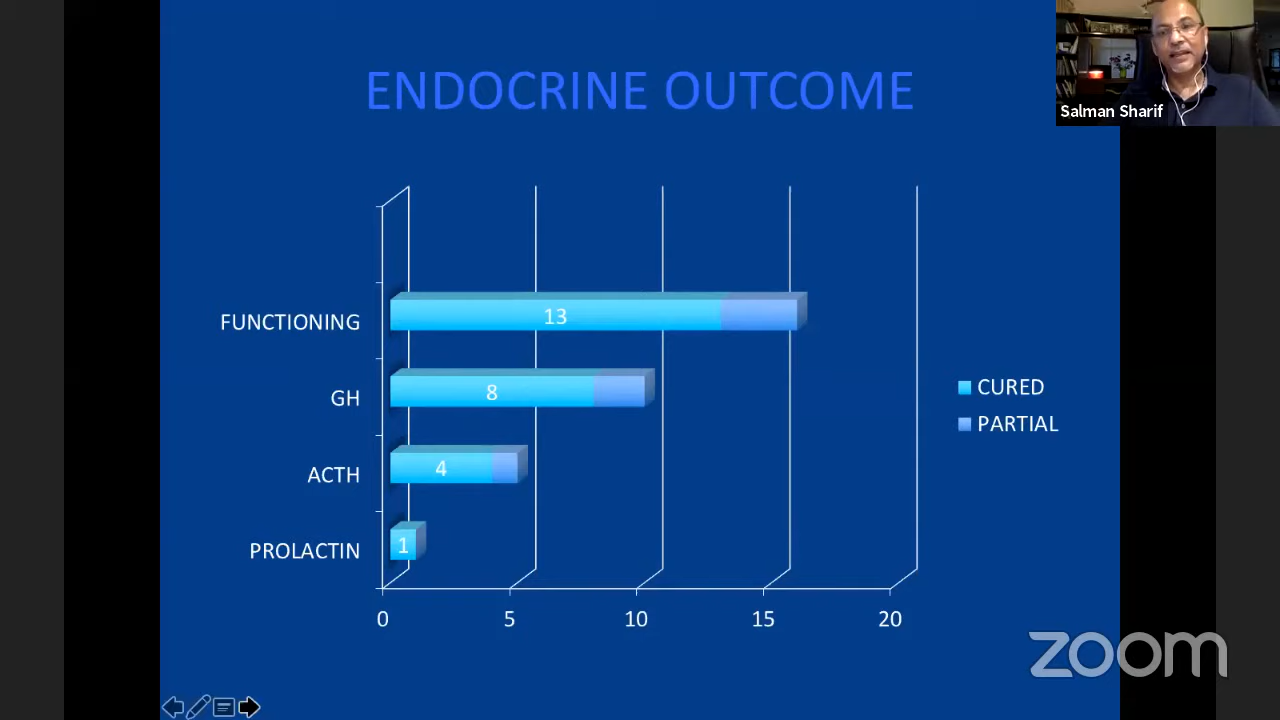 ENDOCRINE OUTCOME
Salman Sharif
FUNCTIONING
13
GH
8
ACTH
4
PROLACTIN
1
CURED
PARTIAL
0 5 10 15 20
zoom